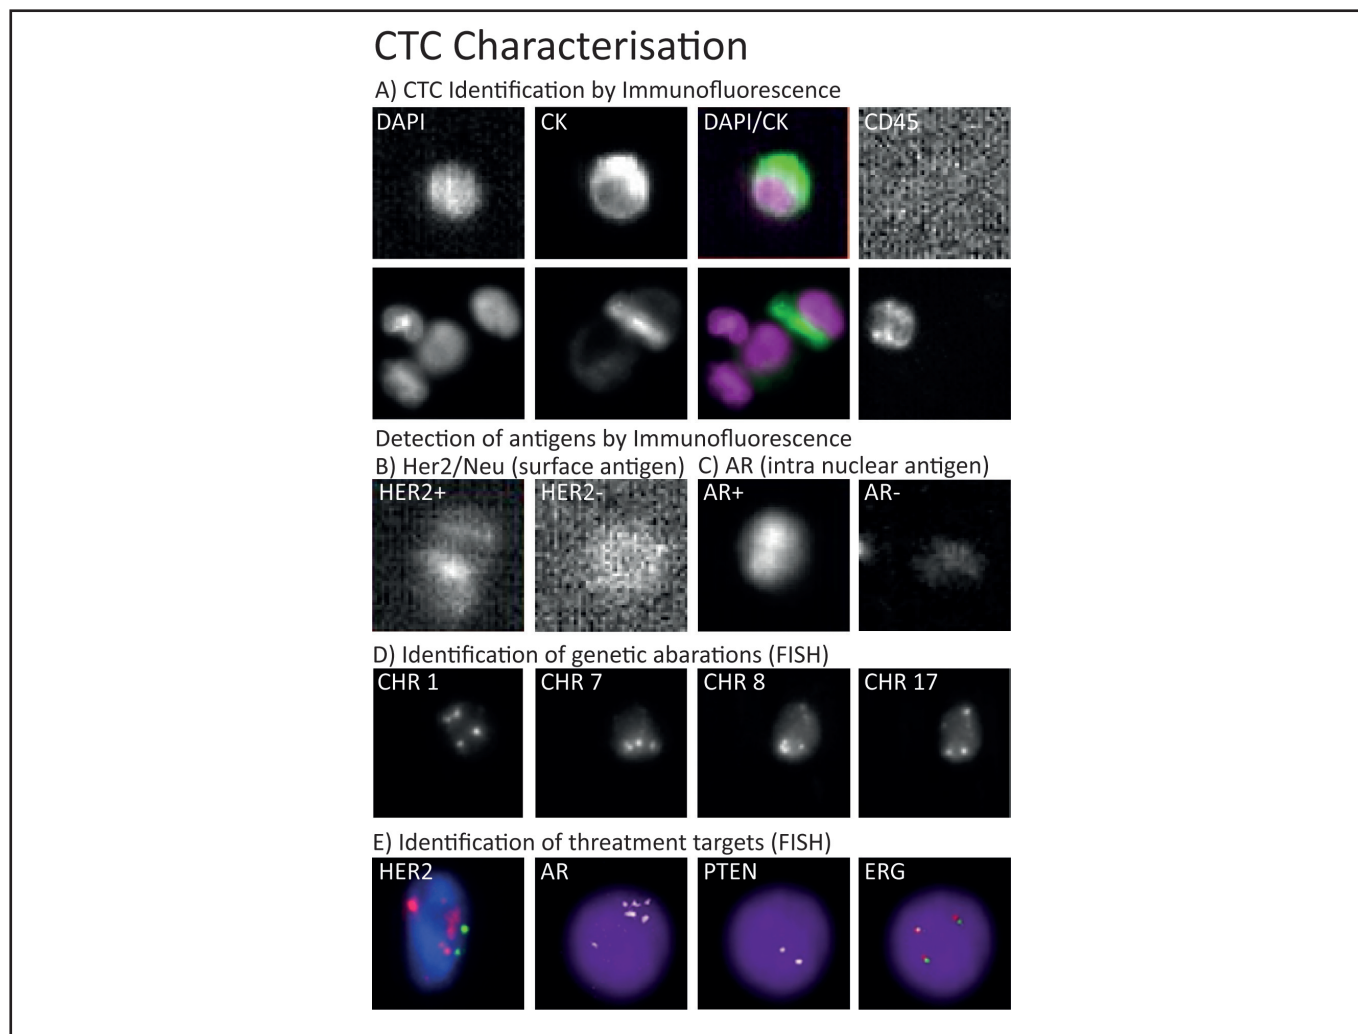 CTC Characterisation
A) CTC Identification by Immunofluorescence
DAPI CK DAPI/CK CD45
Detection of antigens by Immunofluorescence
B) Her2/Neu (surface antigen) C) AR (intra nuclear antigen)
HER2+ HER2- AR+ AR-
D) Identification of genetic abarations (FISH)
CHR 1 CHR 7 CHR 8 CHR 17
E) Identification of threatment targets (FISH)
HER2 AR PTEN ERG